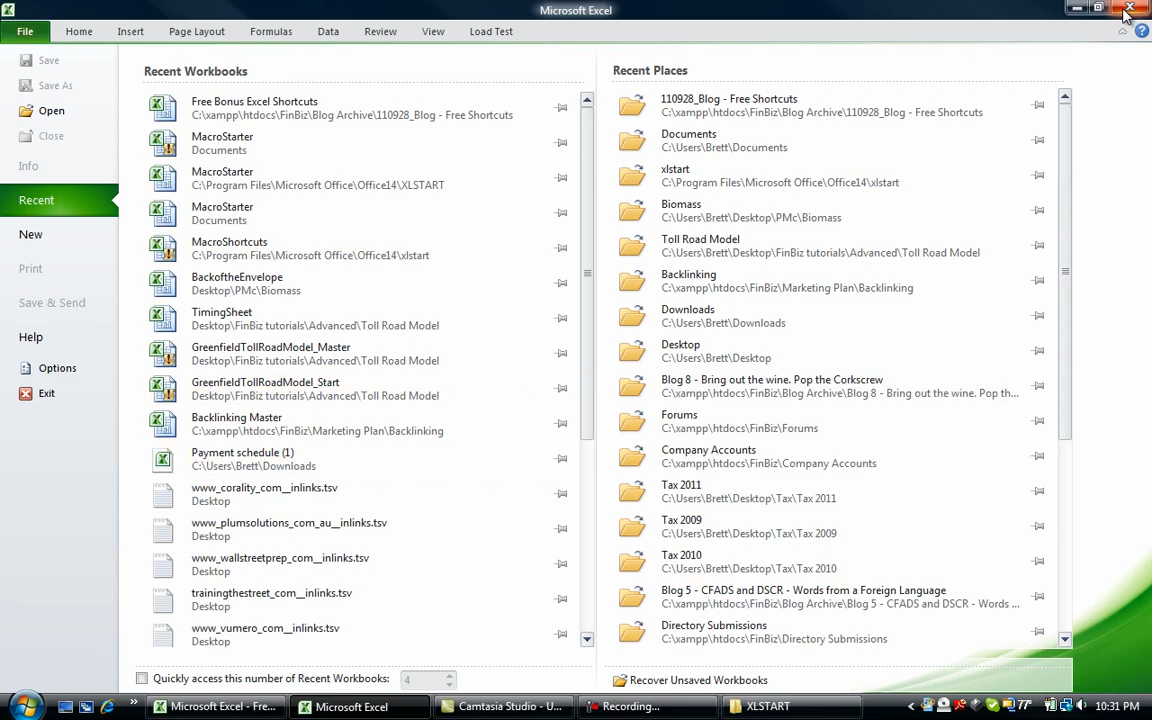 Microsoft Excel
File Home Insert Page Layout Formulas Data Review View Load Test
Save
Save As
Open
Close
Info
Recent
New
Print
Save & Send
Help
Options
Exit
Recent Workbooks
Free Bonus Excel Shortcuts
C:\xampp\htdocs\FinBiz\Blog Archive\110928_Blog - Free Shortcuts
MacroStarter
Documents
MacroStarter
C:\Program Files\Microsoft Office\Office14\XLSTART
MacroStarter
Documents
MacroShortcuts
C:\Program Files\Microsoft Office\Office14\xlstart
BackoftheEnvelope
Desktop\PMc\Biomass
TimingSheet
Desktop\FinBiz tutorials\Advanced\Toll Road Model
GreenfieldTollRoadModel_Master
Desktop\FinBiz tutorials\Advanced\Toll Road Model
GreenfieldTollRoadModel_Start
Desktop\FinBiz tutorials\Advanced\Toll Road Model
Backlinking Master
C:\xampp\htdocs\FinBiz\Marketing Plan\Backlinking
Payment schedule (1)
C:\Users\Brett\Downloads
www_corality_com__inlinks.tsv
Desktop
www_plumsolutions_com_au__inlinks.tsv
Desktop
www_wallstreetprep_com__inlinks.tsv
Desktop
trainingthestreet_com__inlinks.tsv
Desktop
www_vumero_com__inlinks.tsv
Desktop
Quickly access this number of Recent Workbooks: 4
Recent Places
110928_Blog - Free Shortcuts
C:\xampp\htdocs\FinBiz\Blog Archive\110928_Blog - Free Shortcuts
Documents
C:\Users\Brett\Documents
xlstart
C:\Program Files\Microsoft Office\Office14\xlstart
Biomass
C:\Users\Brett\Desktop\PMc\Biomass
Toll Road Model
C:\Users\Brett\Desktop\FinBiz tutorials\Advanced\Toll Road Model
Backlinking
C:\xampp\htdocs\FinBiz\Marketing Plan\Backlinking
Downloads
C:\Users\Brett\Downloads
Desktop
C:\Users\Brett\Desktop
Blog 8 - Bring out the wine. Pop the Corkscrew
C:\xampp\htdocs\FinBiz\Blog Archive\Blog 8 - Bring out the wine. Pop th...
Forums
C:\xampp\htdocs\FinBiz\Forums
Company Accounts
C:\xampp\htdocs\FinBiz\Company Accounts
Tax 2011
C:\Users\Brett\Desktop\Tax\Tax 2011
Tax 2009
C:\Users\Brett\Desktop\Tax\Tax 2009
Tax 2010
C:\Users\Brett\Desktop\Tax\Tax 2010
Blog 5 - CFADS and DSCR - Words from a Foreign Language
C:\xampp\htdocs\FinBiz\Blog Archive\Blog 5 - CFADS and DSCR - Words ...
Directory Submissions
C:\xampp\htdocs\FinBiz\Directory Submissions
Recover Unsaved Workbooks
Microsoft Excel - Fre... Microsoft Excel Camtasia Studio - U... Recording... XLSTART 77° 10:31 PM